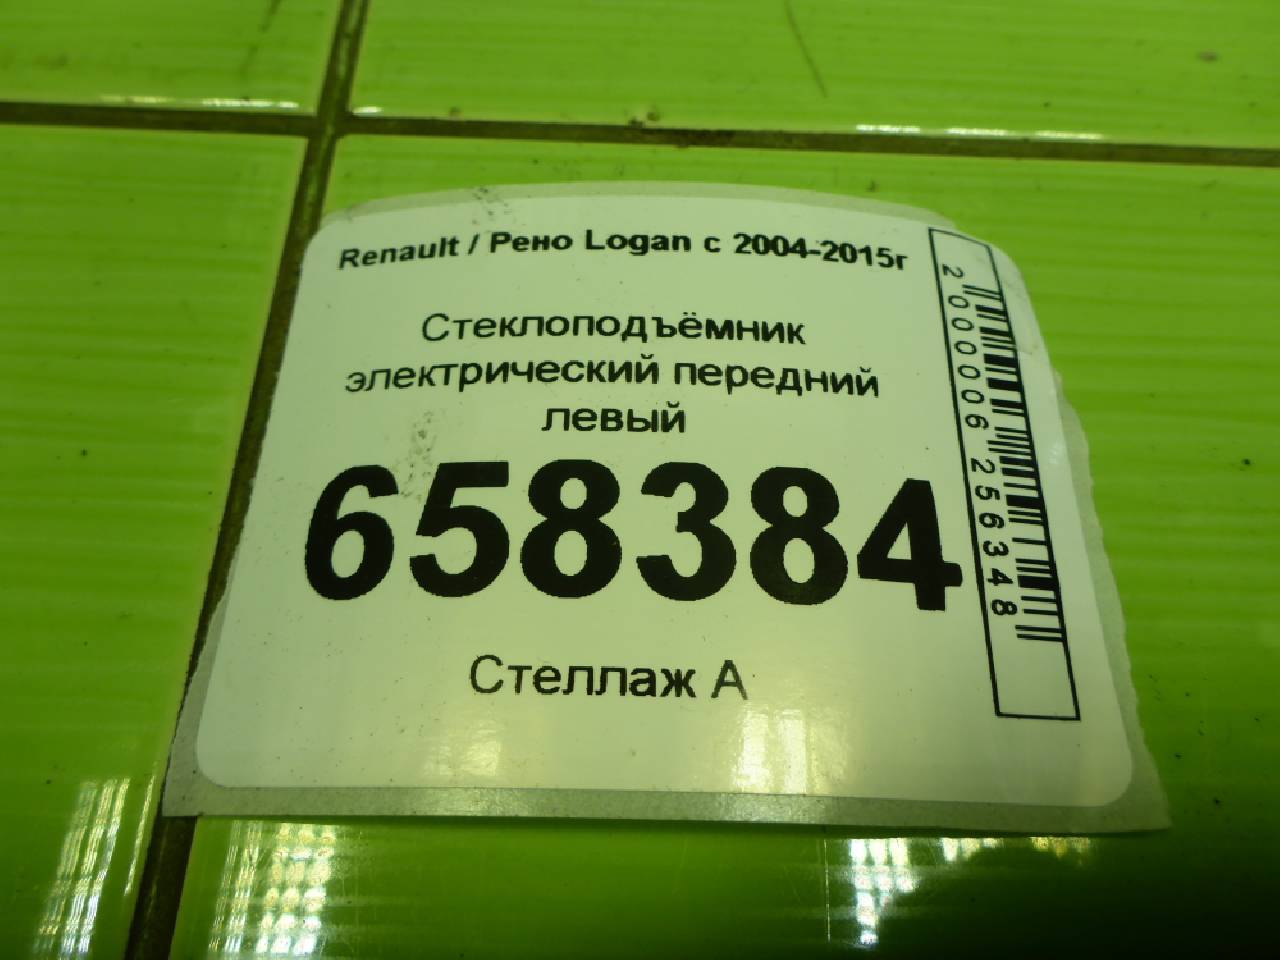 Renault / Рено Logan с 2004-2015г
Стеклоподъёмник
электрический передний
левый
658384
Стеллаж А
2000006256348